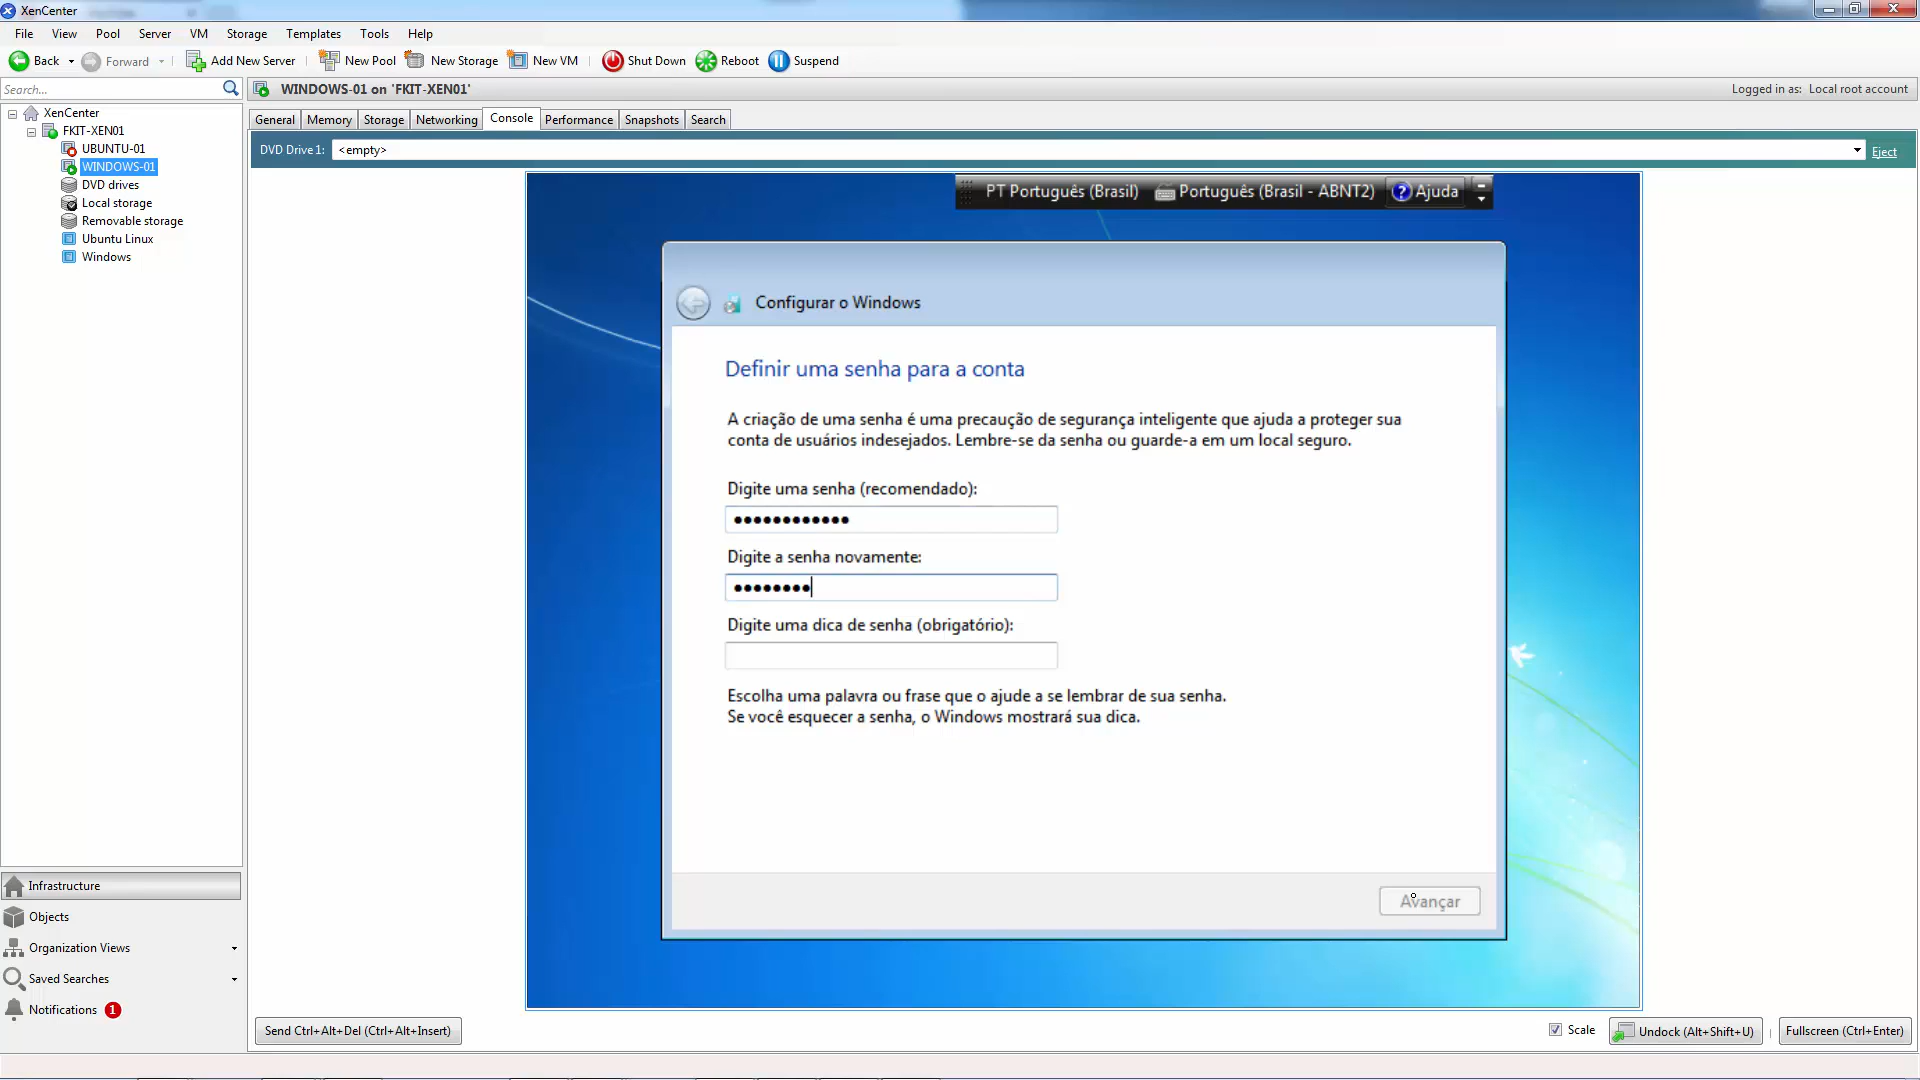 XenCenter
File View Pool Server VM Storage Templates Tools Help
Back Forward Add New Server New Pool New Storage New VM Shut Down Reboot Suspend
Search...
WINDOWS-01 on 'FKIT-XEN01'
Logged in as: Local root account
XenCenter
FKIT-XEN01
UBUNTU-01
WINDOWS-01
DVD drives
Local storage
Removable storage
Ubuntu Linux
Windows
General Memory Storage Networking Console Performance Snapshots Search
DVD Drive 1: <empty> Eject
PT Português (Brasil) Português (Brasil - ABNT2) ? Ajuda
Configurar o Windows
Definir uma senha para a conta
A criação de uma senha é uma precaução de segurança inteligente que ajuda a proteger sua
conta de usuários indesejados. Lembre-se da senha ou guarde-a em um local seguro.
Digite uma senha (recomendado):
●●●●●●●●●●●●
Digite a senha novamente:
●●●●●●●●
Digite uma dica de senha (obrigatório):
Escolha uma palavra ou frase que o ajude a se lembrar de sua senha.
Se você esquecer a senha, o Windows mostrará sua dica.
Avançar
Infrastructure
Objects
Organization Views
Saved Searches
Notifications 1
Send Ctrl+Alt+Del (Ctrl+Alt+Insert)
Scale Undock (Alt+Shift+U) Fullscreen (Ctrl+Enter)